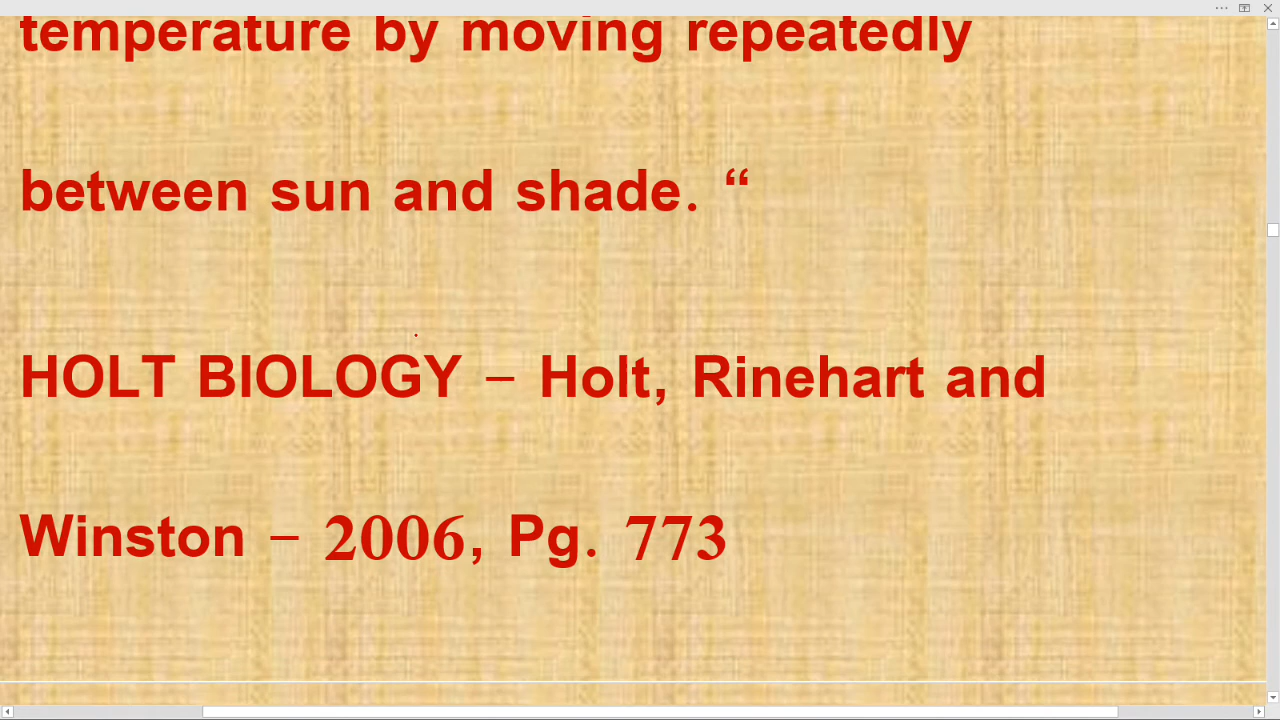 temperature by moving repeatedly
between sun and shade. “
HOLT BIOLOGY – Holt, Rinehart and
Winston – 2006, Pg. 773